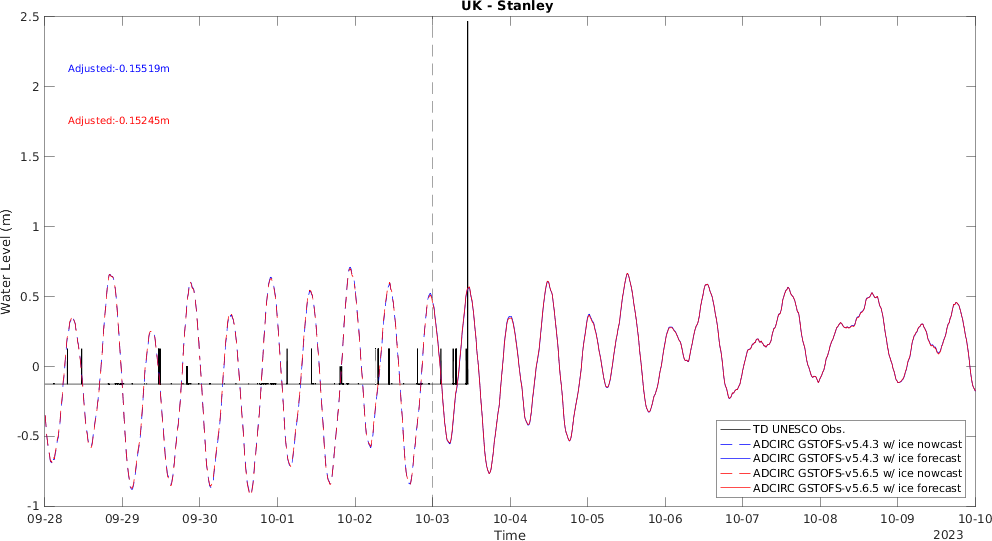 UK - Stanley
Adjusted:-0.15519m
Adjusted:-0.15245m
Water Level (m)
2.5
2
1.5
1
0.5
0
-0.5
-1
TD UNESCO Obs.
ADCIRC GSTOFS-v5.4.3 w/ ice nowcast
ADCIRC GSTOFS-v5.4.3 w/ ice forecast
ADCIRC GSTOFS-v5.6.5 w/ ice nowcast
ADCIRC GSTOFS-v5.6.5 w/ ice forecast
09-28 09-29 09-30 10-01 10-02 10-03 10-04 10-05 10-06 10-07 10-08 10-09 10-10
Time
2023